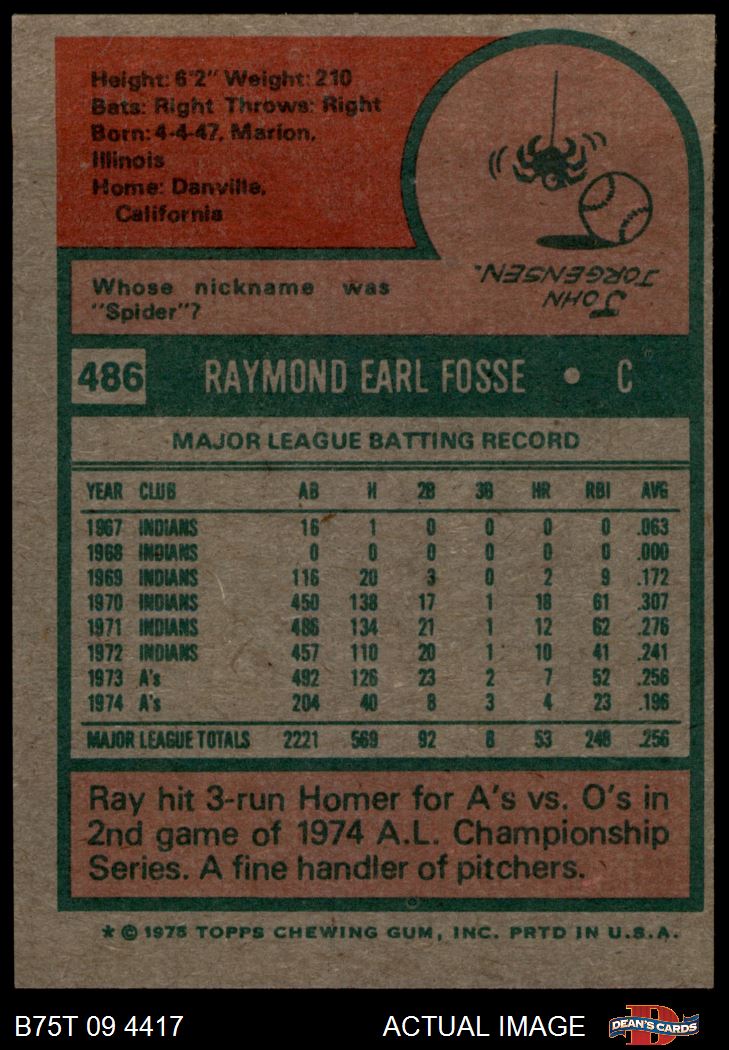 Height: 6'2" Weight: 210
Bats: Right Throws: Right
Born: 4-4-47, Marion,
Illinois
Home: Danville,
California
Whose nickname was
"Spider"?
JOHN
JORGENSEN.
486 RAYMOND EARL FOSSE • C
MAJOR LEAGUE BATTING RECORD
YEAR CLUB AB H 2B 3B HR RBI AVG
1967 INDIANS 16 1 0 0 0 0 .063
1968 INDIANS 0 0 0 0 0 0 .000
1969 INDIANS 116 20 3 0 2 9 .172
1970 INDIANS 450 138 17 1 18 61 .307
1971 INDIANS 486 134 21 1 12 62 .276
1972 INDIANS 457 110 20 1 10 41 .241
1973 A's 492 126 23 2 7 52 .256
1974 A's 204 40 8 3 4 23 .196
MAJOR LEAGUE TOTALS 2221 569 92 8 53 248 .256
Ray hit 3-run Homer for A's vs. O's in
2nd game of 1974 A.L. Championship
Series. A fine handler of pitchers.
* © 1975 TOPPS CHEWING GUM, INC. PRTD IN U.S.A.
B75T 09 4417 ACTUAL IMAGE
D
DEAN'S CARDS